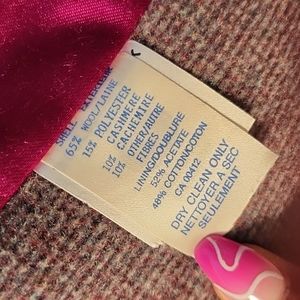 SHELL EXTERIEUR
65% WOOL/LAINE
15% POLYESTER
10% CASHMERE
CACHEMIRE
10% OTHER/AUTRE
FIBRES
LINING/DOUBLURE
52% ACETATE
48% COTTON/COTON
CA 00412
DRY CLEAN ONLY
NETTOYER A SEC
SEULEMENT